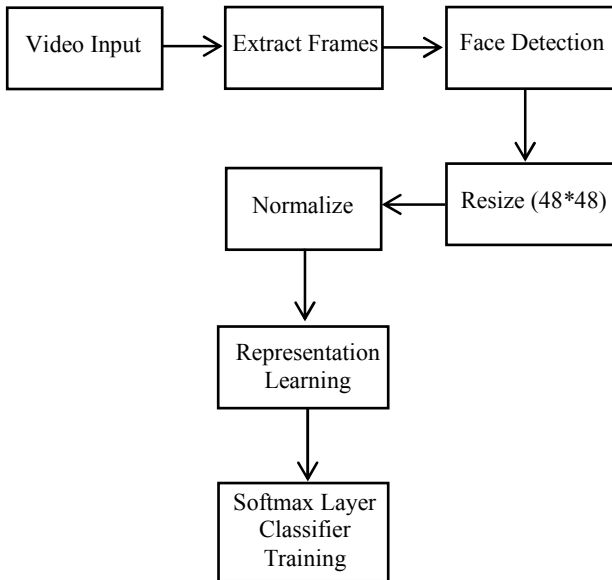 Video Input
Extract Frames
Face Detection
Resize (48*48)
Normalize
Representation
Learning
Softmax Layer
Classifier
Training